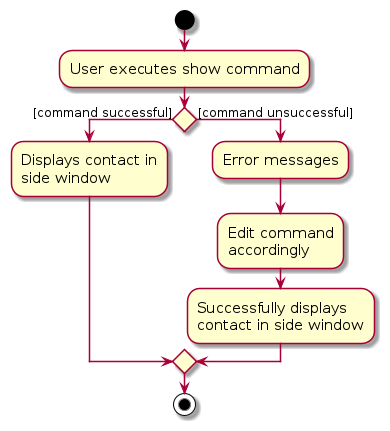 User executes show command
[command successful]
[command unsuccessful]
Displays contact in
side window
Error messages
Edit command
accordingly
Successfully displays
contact in side window